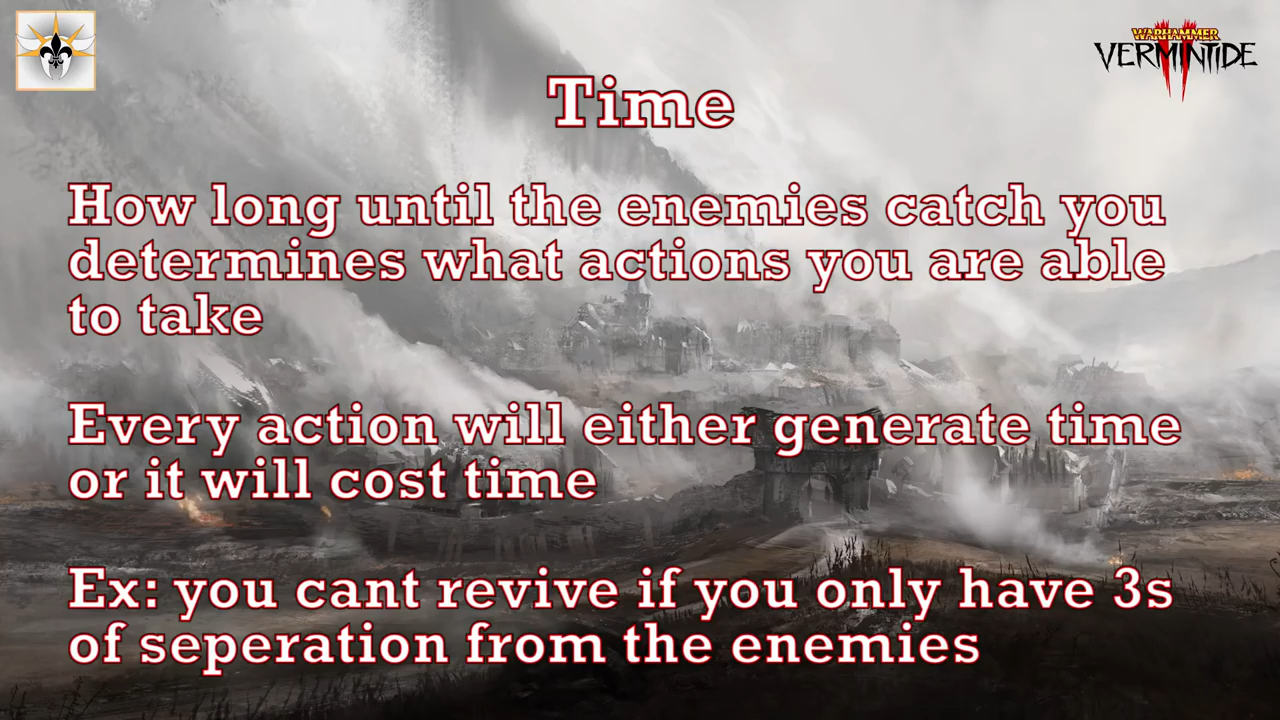 WARHAMMER
VERMINTIDE
Time
How long until the enemies catch you
determines what actions you are able
to take
Every action will either generate time
or it will cost time
Ex: you cant revive if you only have 3s
of seperation from the enemies